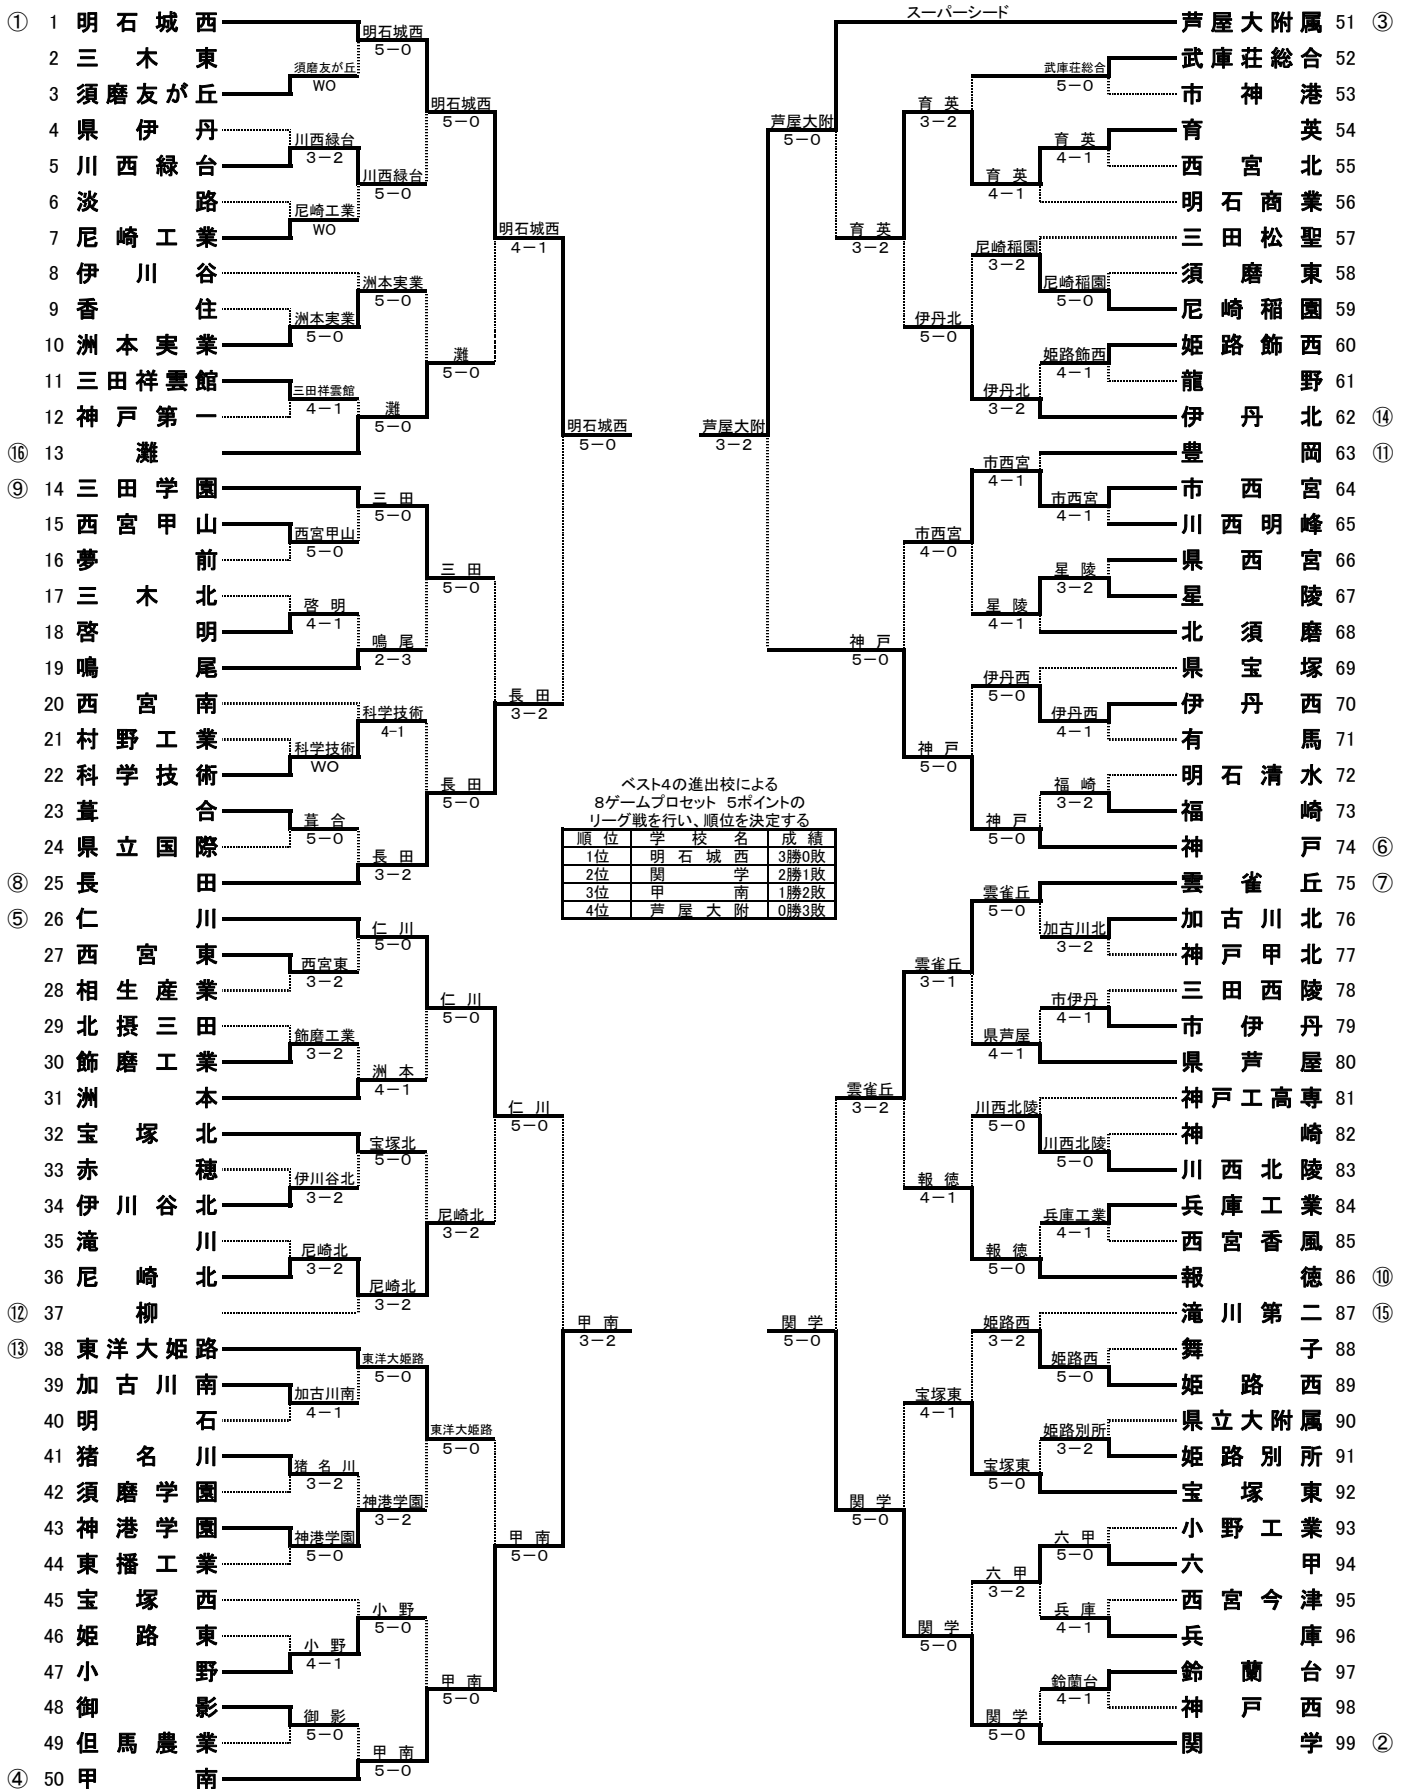 ① 1 明石城西
2 三木東
3 須磨友が丘
4 県伊丹
5 川西緑台
6 淡路
7 尼崎工業
8 伊川谷
9 香住
10 洲本実業
11 三田祥雲館
12 神戸第一
⑯ 13 灘
⑨ 14 三田学園
15 西宮甲山
16 夢前
17 三木北
18 啓明
19 鳴尾
20 西宮南
21 村野工業
22 科学技術
23 葺合
24 県立国際
⑧ 25 長田
⑤ 26 仁川
27 西宮東
28 相生産業
29 北摂三田
30 飾磨工業
31 洲本
32 宝塚北
33 赤穂
34 伊川谷北
35 滝川
36 尼崎北
⑫ 37 柳
⑬ 38 東洋大姫路
39 加古川南
40 明石
41 猪名川
42 須磨学園
43 神港学園
44 東播工業
45 宝塚西
46 姫路東
47 小野
48 御影
49 但馬農業
④ 50 甲南
須磨友が丘
WO
川西緑台
3-2
尼崎工業
WO
洲本実業
5-0
三田祥雲館
4-1
西宮甲山
5-0
啓明
4-1
科学技術
WO
葺合
5-0
西宮東
3-2
飾磨工業
3-2
伊川谷北
3-2
尼崎北
3-2
加古川南
4-1
猪名川
3-2
神港学園
5-0
小野
4-1
御影
5-0
明石城西
5-0
川西緑台
5-0
洲本実業
5-0
灘
5-0
三田
5-0
鳴尾
2-3
科学技術
4-1
長田
3-2
仁川
5-0
洲本
4-1
宝塚北
5-0
尼崎北
3-2
東洋大姫路
5-0
神港学園
3-2
小野
5-0
甲南
5-0
明石城西
5-0
灘
5-0
三田
5-0
長田
5-0
仁川
5-0
尼崎北
3-2
東洋大姫路
5-0
甲南
5-0
明石城西
4-1
長田
3-2
仁川
5-0
甲南
5-0
明石城西
5-0
甲南
3-2
ベスト4の進出校による
8ゲームプロセット 5ポイントの
リーグ戦を行い、順位を決定する
順位 学校名 成績
1位 明石城西 3勝0敗
2位 関学 2勝1敗
3位 甲南 1勝2敗
4位 芦屋大附 0勝3敗
スーパーシード
芦屋大附
3-2
関学
5-0
芦屋大附
5-0
神戸
5-0
雲雀丘
3-2
関学
5-0
育英
3-2
市西宮
4-0
神戸
5-0
雲雀丘
3-1
報徳
4-1
宝塚東
4-1
関学
5-0
育英
3-2
伊丹北
5-0
市西宮
4-1
星陵
4-1
伊丹西
5-0
神戸
5-0
雲雀丘
5-0
県芦屋
4-1
川西北陵
5-0
報徳
5-0
姫路西
3-2
宝塚東
5-0
六甲
3-2
関学
5-0
武庫荘総合
5-0
育英
4-1
育英
4-1
尼崎稲園
3-2
尼崎稲園
5-0
姫路飾西
4-1
伊丹北
3-2
市西宮
4-1
星陵
3-2
伊丹西
4-1
福崎
3-2
加古川北
3-2
市伊丹
4-1
川西北陵
5-0
兵庫工業
4-1
姫路西
5-0
姫路別所
3-2
六甲
5-0
兵庫
4-1
鈴蘭台
4-1
関学
5-0
芦屋大附属 51 ③
武庫荘総合 52
市神港 53
育英 54
西宮北 55
明石商業 56
三田松聖 57
須磨東 58
尼崎稲園 59
姫路飾西 60
龍野 61
伊丹北 62 ⑭
豊岡 63 ⑪
市西宮 64
川西明峰 65
県西宮 66
星陵 67
北須磨 68
県宝塚 69
伊丹西 70
有馬 71
明石清水 72
福崎 73
神戸 74 ⑥
雲雀丘 75 ⑦
加古川北 76
神戸甲北 77
三田西陵 78
市伊丹 79
県芦屋 80
神戸工高専 81
神崎 82
川西北陵 83
兵庫工業 84
西宮香風 85
報徳 86 ⑩
滝川第二 87 ⑮
舞子 88
姫路西 89
県立大附属 90
姫路別所 91
宝塚東 92
小野工業 93
六甲 94
西宮今津 95
兵庫 96
鈴蘭台 97
神戸西 98
関学 99 ②